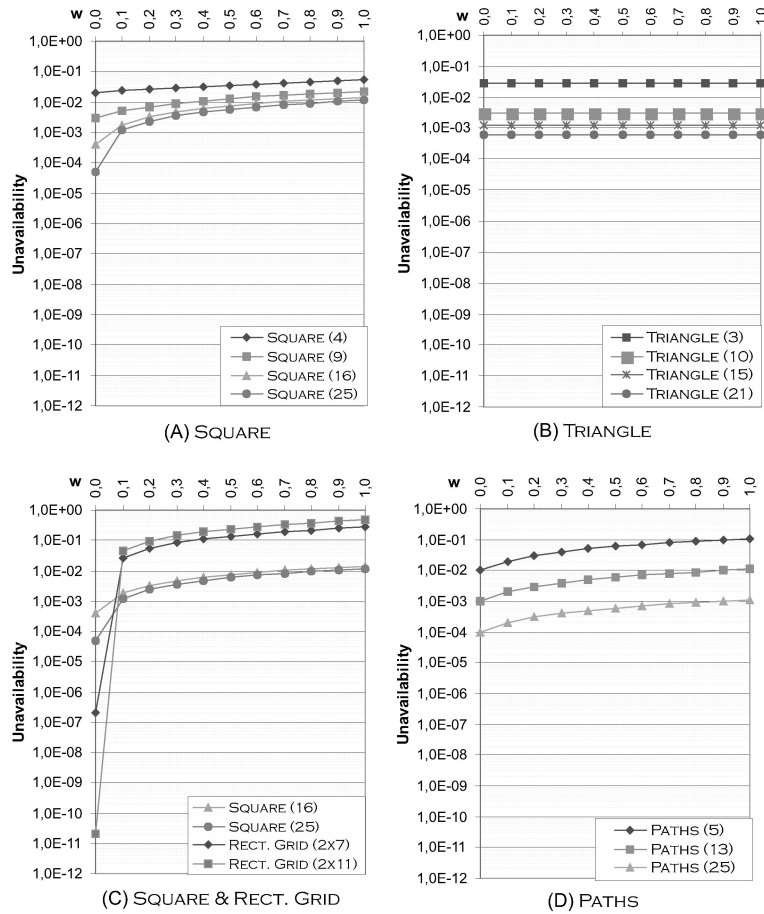 w 0,0 0,1 0,2 0,3 0,4 0,5 0,6 0,7 0,8 0,9 1,0
1,0E+00
1,0E-01
1,0E-02
1,0E-03
1,0E-04
1,0E-05
1,0E-06
1,0E-07
1,0E-08
1,0E-09
1,0E-10
1,0E-11
1,0E-12
Unavailability
SQUARE (4)
SQUARE (9)
SQUARE (16)
SQUARE (25)
(A) SQUARE
w 0,0 0,1 0,2 0,3 0,4 0,5 0,6 0,7 0,8 0,9 1,0
1,0E+00
1,0E-01
1,0E-02
1,0E-03
1,0E-04
1,0E-05
1,0E-06
1,0E-07
1,0E-08
1,0E-09
1,0E-10
1,0E-11
1,0E-12
Unavailability
TRIANGLE (3)
TRIANGLE (10)
TRIANGLE (15)
TRIANGLE (21)
(B) TRIANGLE
w 0,0 0,1 0,2 0,3 0,4 0,5 0,6 0,7 0,8 0,9 1,0
1,0E+00
1,0E-01
1,0E-02
1,0E-03
1,0E-04
1,0E-05
1,0E-06
1,0E-07
1,0E-08
1,0E-09
1,0E-10
1,0E-11
1,0E-12
Unavailability
SQUARE (16)
SQUARE (25)
RECT. GRID (2X7)
RECT. GRID (2X11)
(C) SQUARE & RECT. GRID
w 0,0 0,1 0,2 0,3 0,4 0,5 0,6 0,7 0,8 0,9 1,0
1,0E+00
1,0E-01
1,0E-02
1,0E-03
1,0E-04
1,0E-05
1,0E-06
1,0E-07
1,0E-08
1,0E-09
1,0E-10
1,0E-11
1,0E-12
Unavailability
PATHS (5)
PATHS (13)
PATHS (25)
(D) PATHS